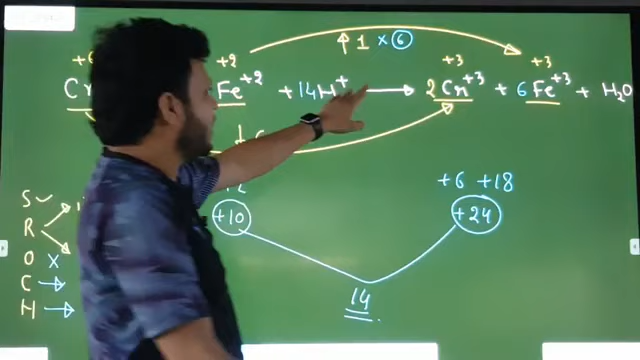 ↑ 1 × 6
+6 +2 +3 +3
Cr Fe⁺² + 14H⁺ → 2Cr⁺³ + 6Fe⁺³ + H₂O
+6 +18
+10 +24
14
S ✓
R
O ×
C →
H →